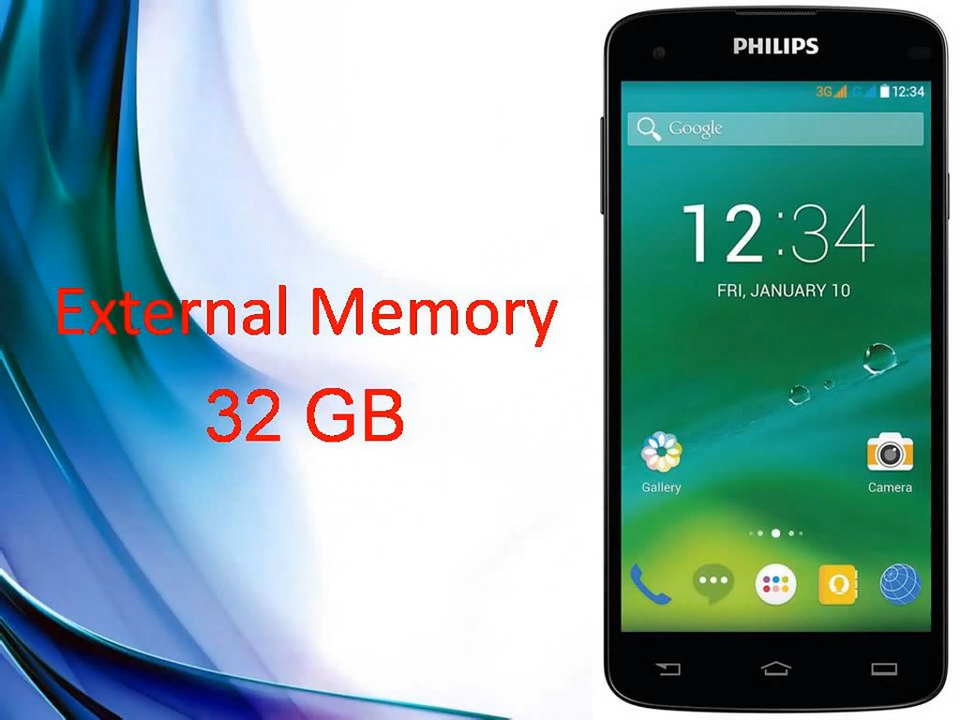 External Memory
32 GB
PHILIPS
3G G 12:34
Google
12:34
FRI, JANUARY 10
Gallery
Camera